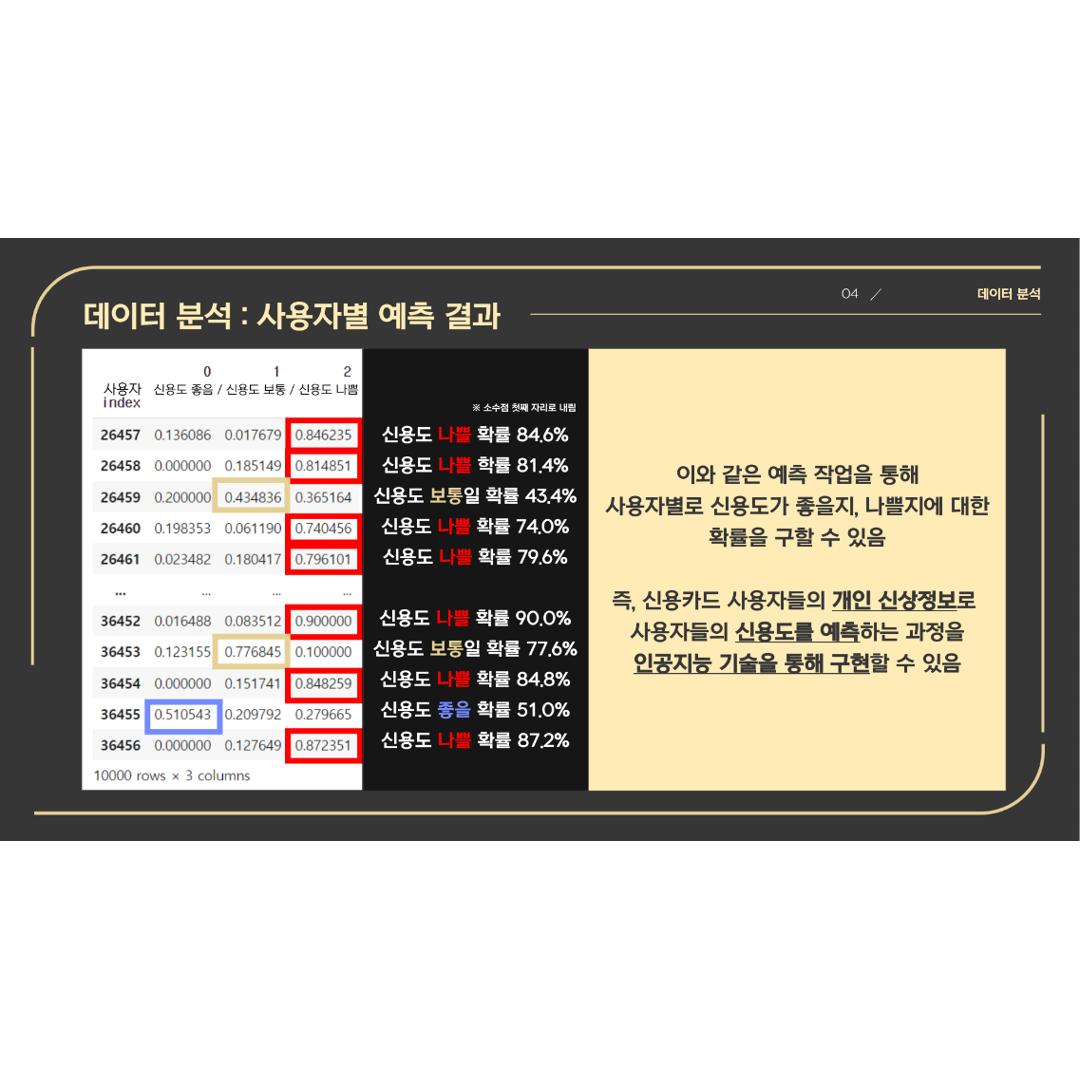 04 /
데이터 분석
데이터 분석 : 사용자별 예측 결과
0 1 2
사용자 신용도 좋음 / 신용도 보통 / 신용도 나쁨
index
※ 소수점 첫째 자리로 내림
26457 0.136086 0.017679 0.846235 신용도 나쁠 확률 84.6%
26458 0.000000 0.185149 0.814851 신용도 나쁠 확률 81.4%
26459 0.200000 0.434836 0.365164 신용도 보통일 확률 43.4%
26460 0.198353 0.061190 0.740456 신용도 나쁠 확률 74.0%
26461 0.023482 0.180417 0.796101 신용도 나쁠 확률 79.6%
... ... ... ...
36452 0.016488 0.083512 0.900000 신용도 나쁠 확률 90.0%
36453 0.123155 0.776845 0.100000 신용도 보통일 확률 77.6%
36454 0.000000 0.151741 0.848259 신용도 나쁠 확률 84.8%
36455 0.510543 0.209792 0.279665 신용도 좋을 확률 51.0%
36456 0.000000 0.127649 0.872351 신용도 나쁠 확률 87.2%
10000 rows × 3 columns
이와 같은 예측 작업을 통해
사용자별로 신용도가 좋을지, 나쁠지에 대한
확률을 구할 수 있음
즉, 신용카드 사용자들의 개인 신상정보로
사용자들의 신용도를 예측하는 과정을
인공지능 기술을 통해 구현할 수 있음